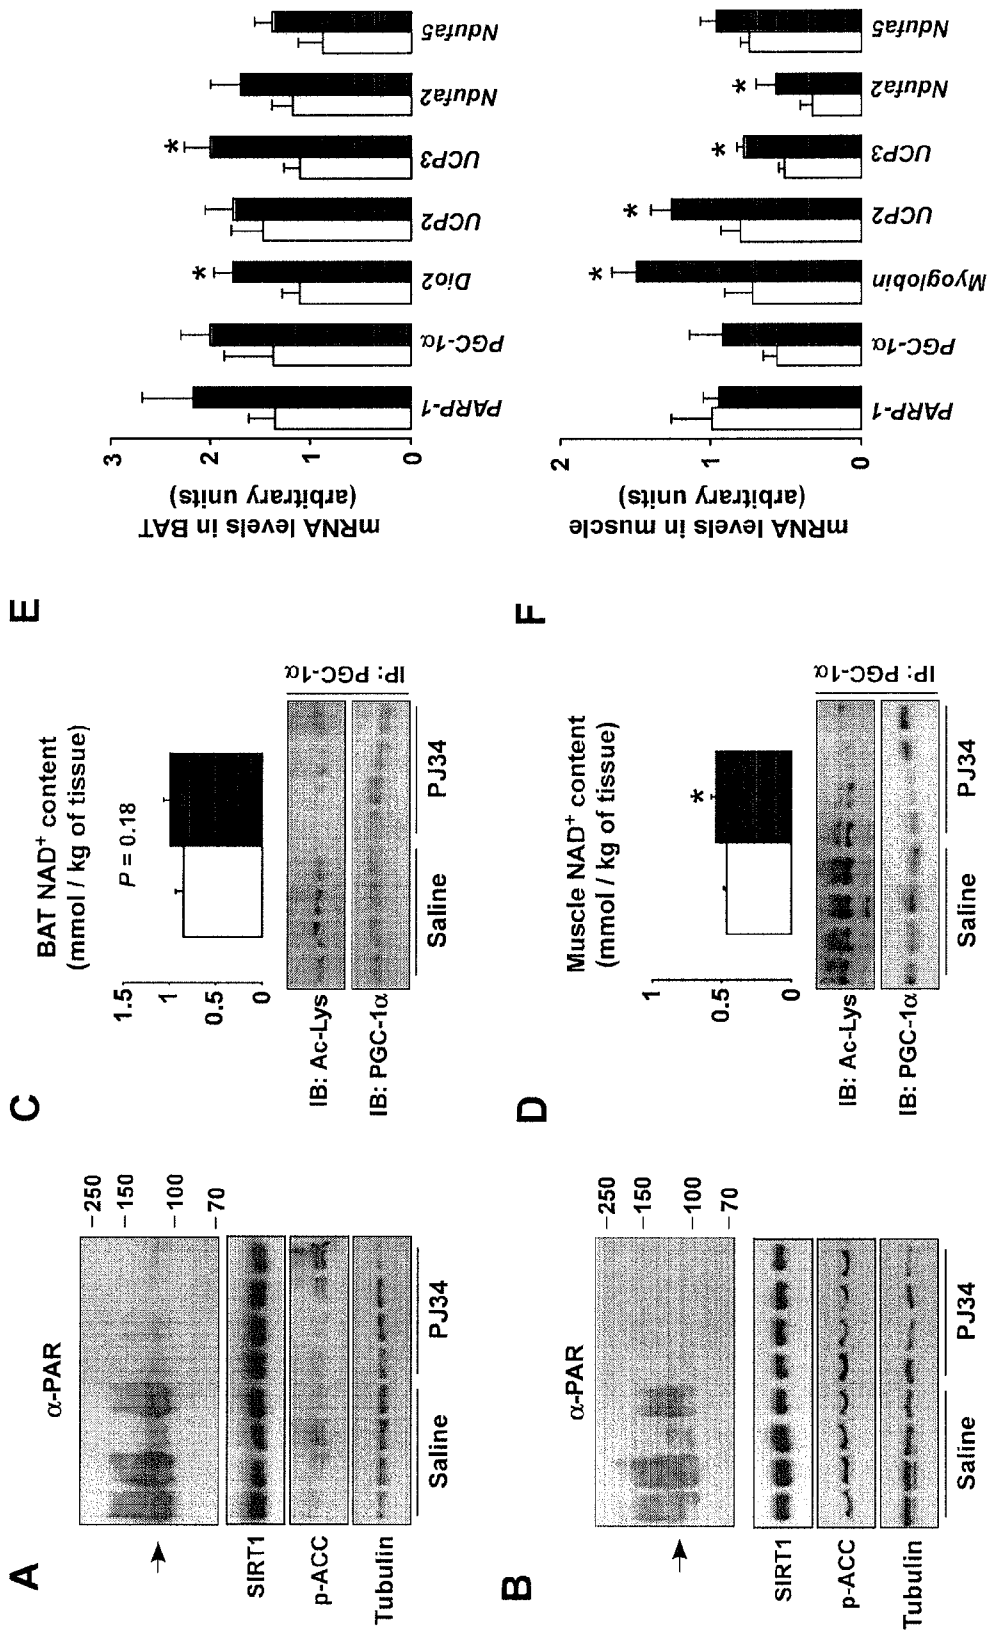 A
α-PAR
–250
–150
–100
–70
SIRT1
p-ACC
Tubulin
Saline
PJ34
B
α-PAR
–250
–150
–100
–70
SIRT1
p-ACC
Tubulin
Saline
PJ34
C
BAT NAD+ content
(mmol / kg of tissue)
1.5
1
0.5
0
P = 0.18
IB: Ac-Lys
IB: PGC-1α
IP: PGC-1α
Saline
PJ34
D
Muscle NAD+ content
(mmol / kg of tissue)
1
0.5
0
*
IB: Ac-Lys
IB: PGC-1α
IP: PGC-1α
Saline
PJ34
E
mRNA levels in BAT
(arbitrary units)
3
2
1
0
* *
PARP-1
PGC-1α
Dio2
UCP2
UCP3
Ndufa2
Ndufa5
F
mRNA levels in muscle
(arbitrary units)
2
1
0
* * * *
PARP-1
PGC-1α
Myoglobin
UCP2
UCP3
Ndufa2
Ndufa5